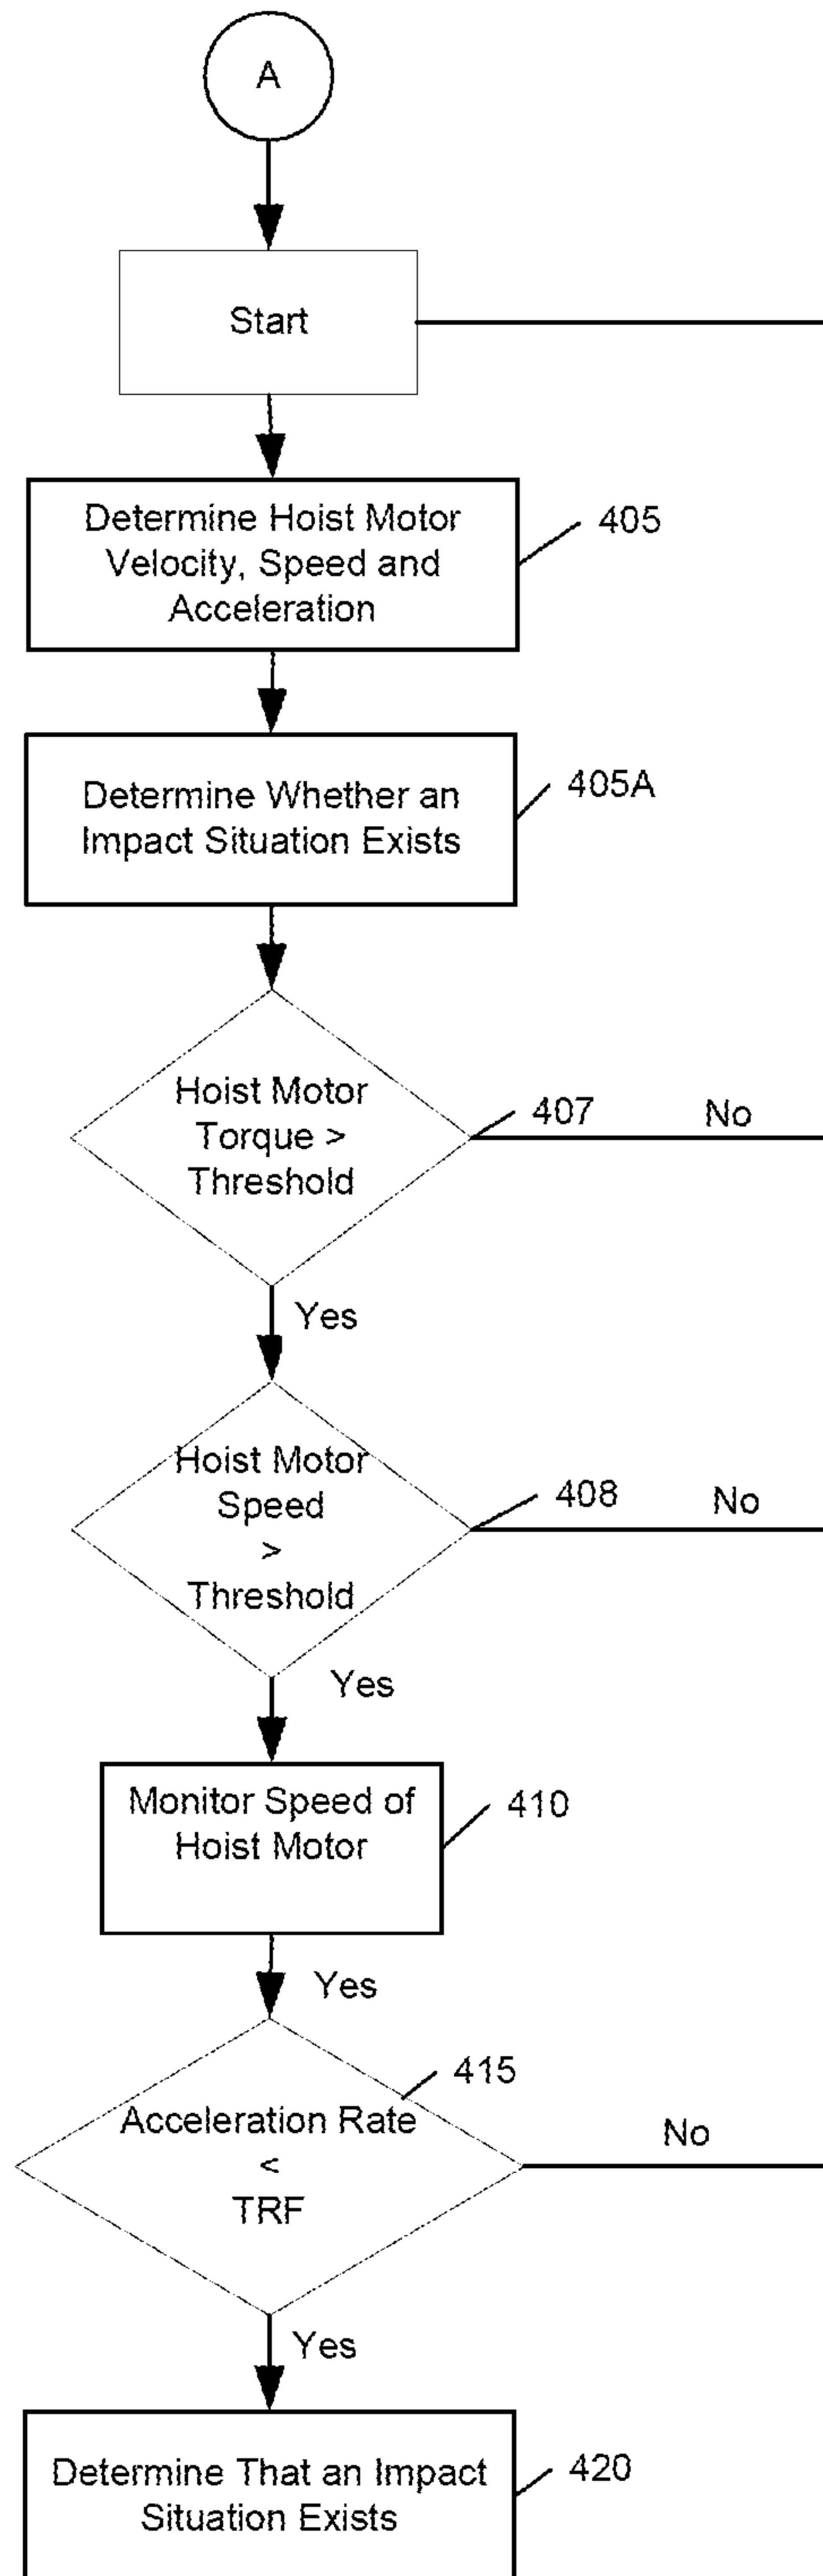 A
Start
Determine Hoist Motor
Velocity, Speed and
Acceleration
405
Determine Whether an
Impact Situation Exists
405A
Hoist Motor
Torque >
Threshold
407
No
Yes
Hoist Motor
Speed
>
Threshold
408
No
Yes
Monitor Speed of
Hoist Motor
410
Yes
Acceleration Rate
<
TRF
415
No
Yes
Determine That an Impact
Situation Exists
420